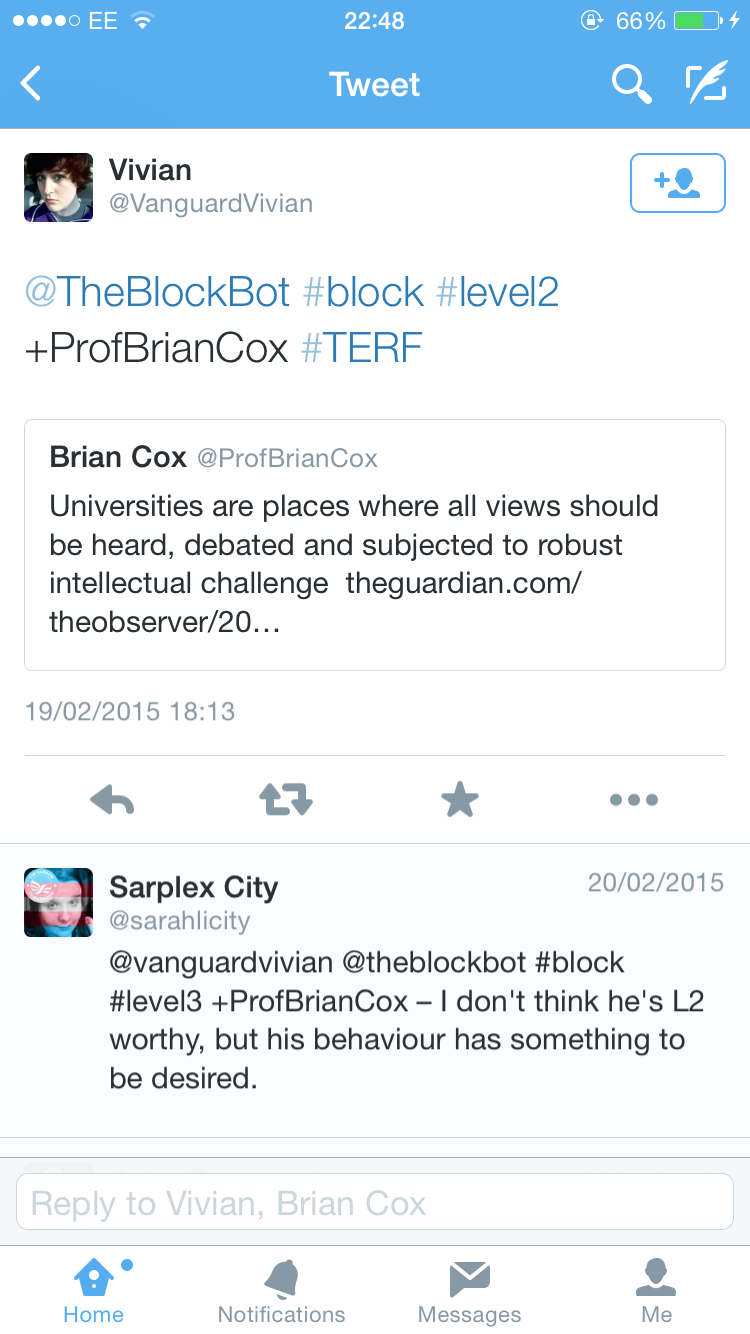 EE 22:48 66%
Tweet
Vivian
@VanguardVivian
@TheBlockBot #block #level2
+ProfBrianCox #TERF
Brian Cox @ProfBrianCox
Universities are places where all views should
be heard, debated and subjected to robust
intellectual challenge theguardian.com/
theobserver/20...
19/02/2015 18:13
Sarplex City 20/02/2015
@sarahlicity
@vanguardvivian @theblockbot #block
#level3 +ProfBrianCox – I don't think he's L2
worthy, but his behaviour has something to
be desired.
Reply to Vivian, Brian Cox
Home Notifications Messages Me